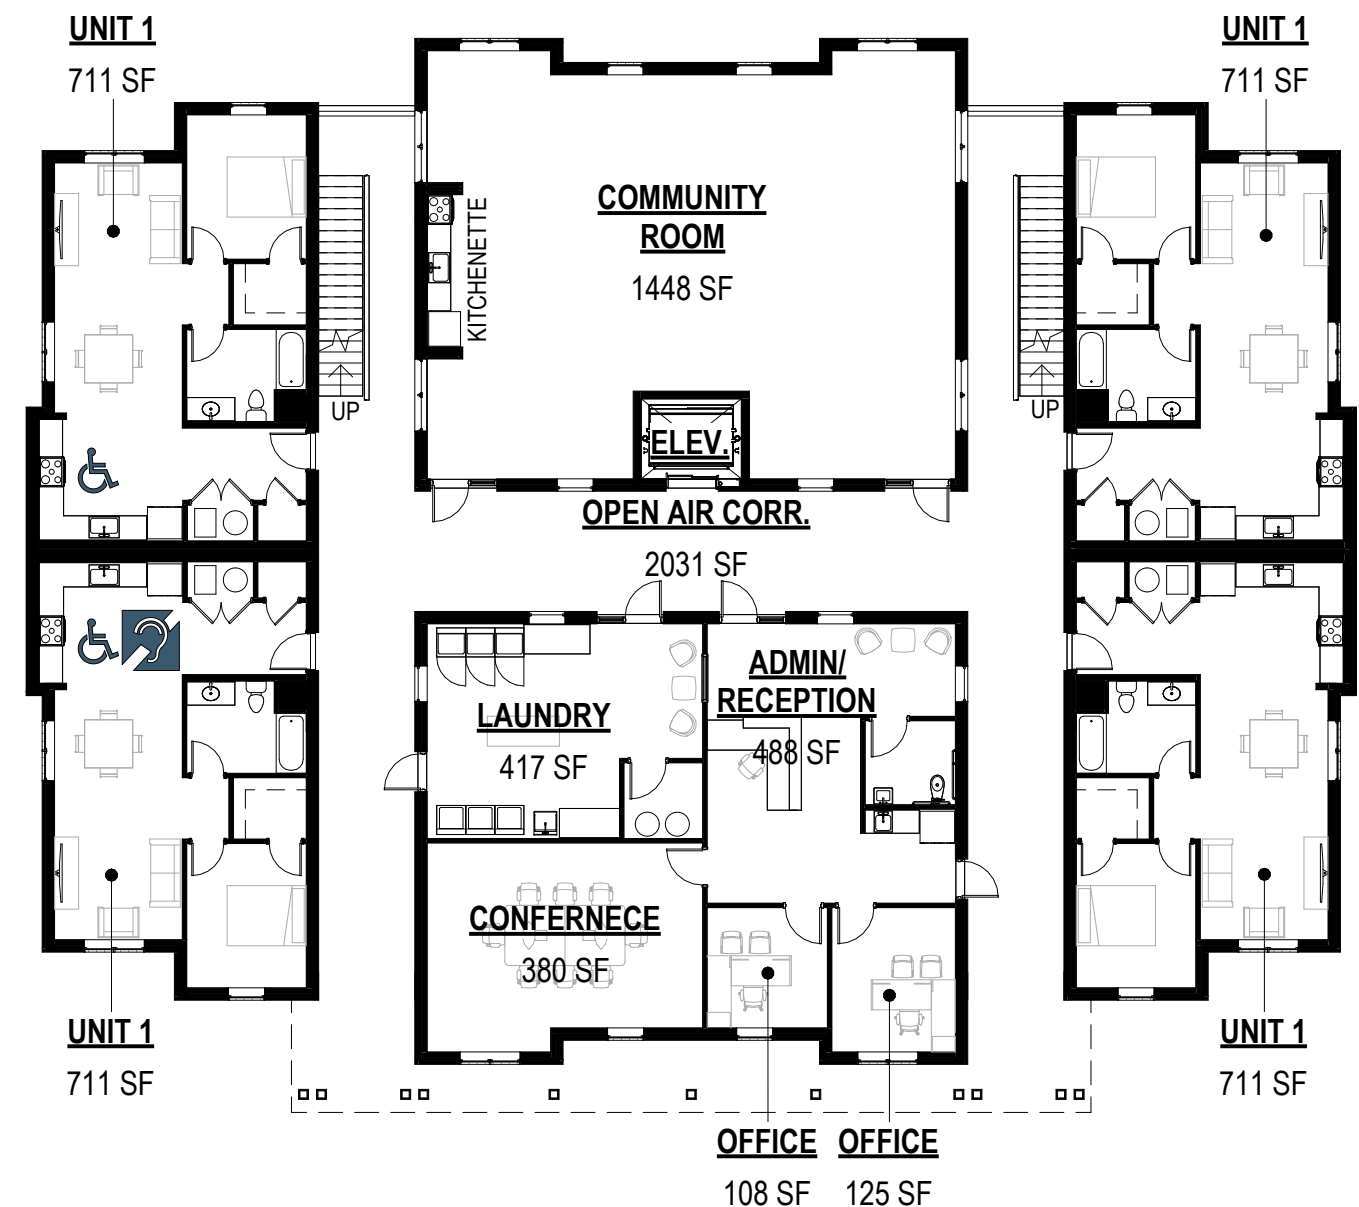 UNIT 1
711 SF
UNIT 1
711 SF
COMMUNITY
ROOM
1448 SF
KITCHENETTE
UP
UP
ELEV.
OPEN AIR CORR.
2031 SF
LAUNDRY
417 SF
ADMIN/
RECEPTION
488 SF
CONFERNECE
380 SF
UNIT 1
711 SF
UNIT 1
711 SF
OFFICE
108 SF
OFFICE
125 SF